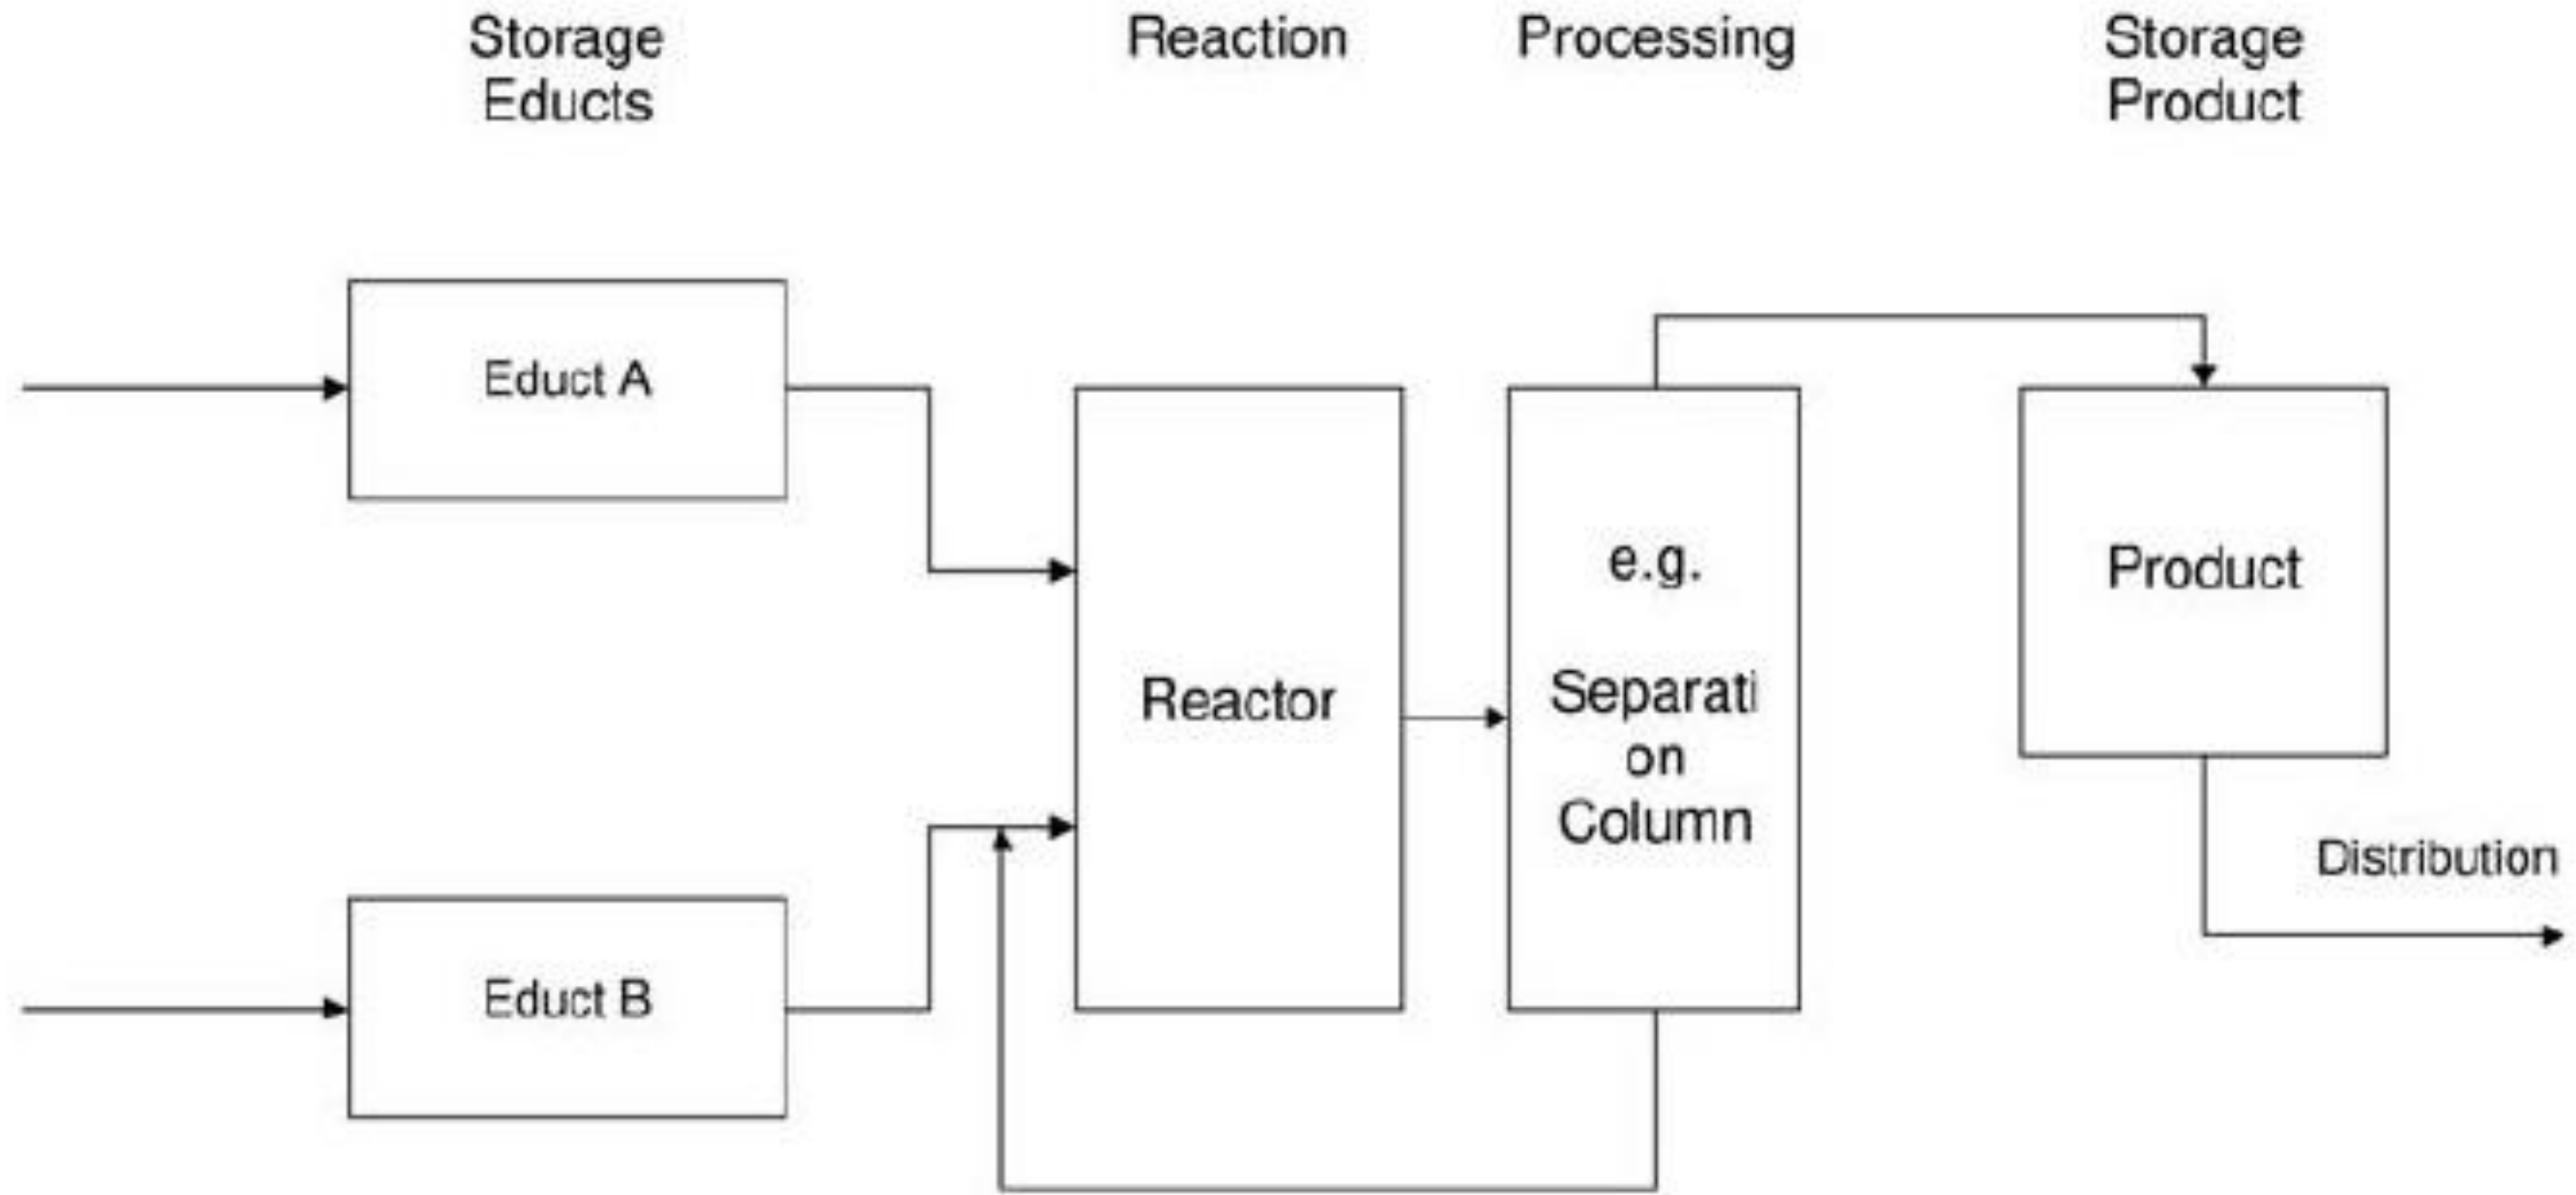 Storage
Educts
Reaction
Processing
Storage
Product
Educt A
Educt B
Reactor
e.g.
Separati
on
Column
Product
Distribution